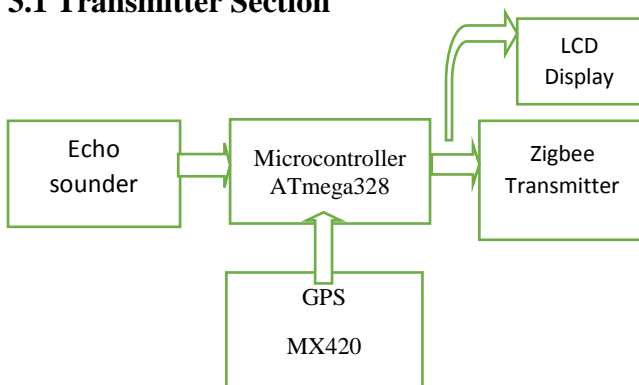 3.1 Transmitter Section
LCD
Display
Echo
sounder
Microcontroller
ATmega328
Zigbee
Transmitter
GPS
MX420